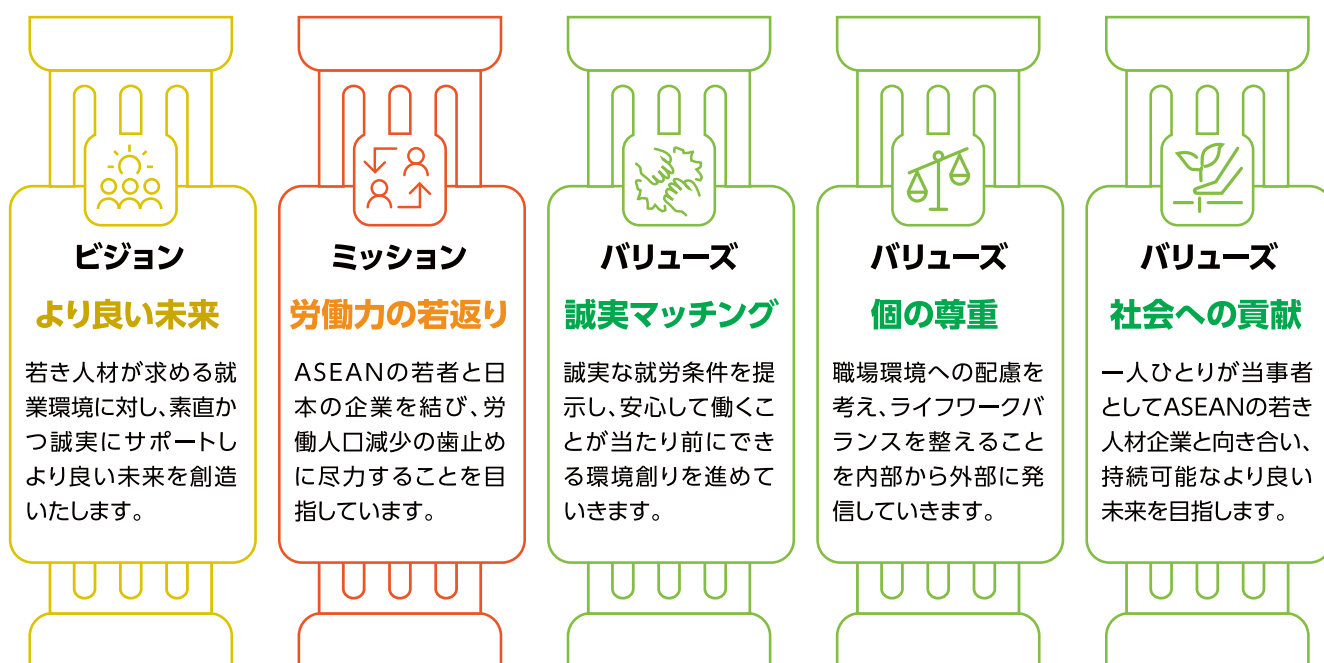 ビジョン
より良い未来
若き人材が求める就
業環境に対し、素直か
つ誠実にサポートし
より良い未来を創造
いたします。
ミッション
労働力の若返り
ASEANの若者と日
本の企業を結び、労
働人口減少の歯止め
に尽力することを目
指しています。
バリューズ
誠実マッチング
誠実な就労条件を提
示し、安心して働くこ
とが当たり前にでき
る環境創りを進めて
いきます。
バリューズ
個の尊重
職場環境への配慮を
考え、ライフワークバ
ランスを整えること
を内部から外部に発
信していきます。
バリューズ
社会への貢献
一人ひとりが当事者
としてASEANの若き
人材企業と向き合い、
持続可能なより良い
未来を目指します。